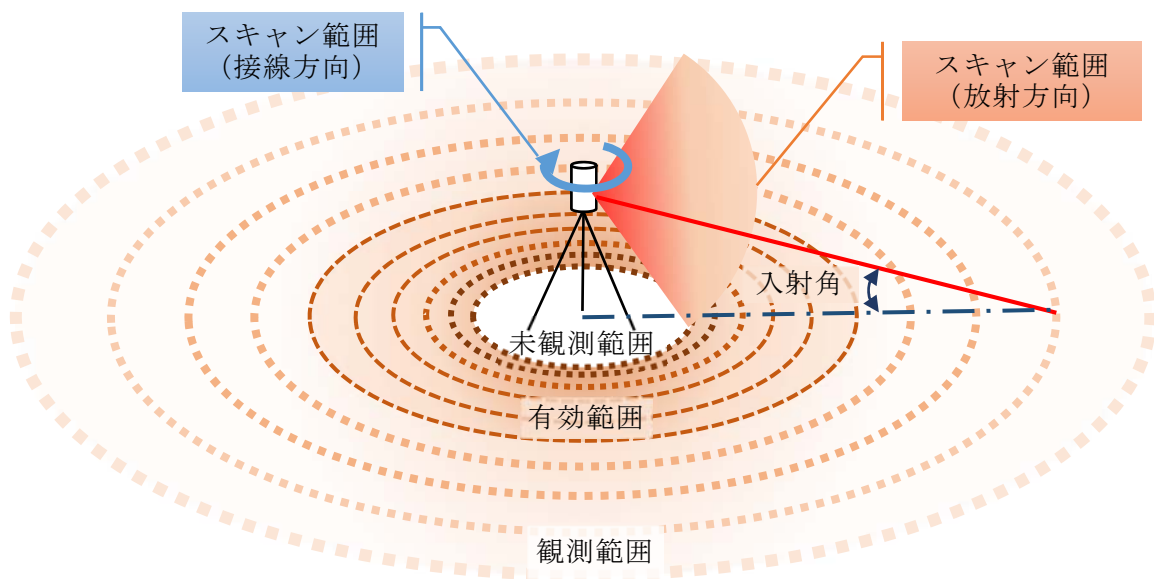 スキャン範囲
（接線方向）
スキャン範囲
（放射方向）
入射角
未観測範囲
有効範囲
観測範囲